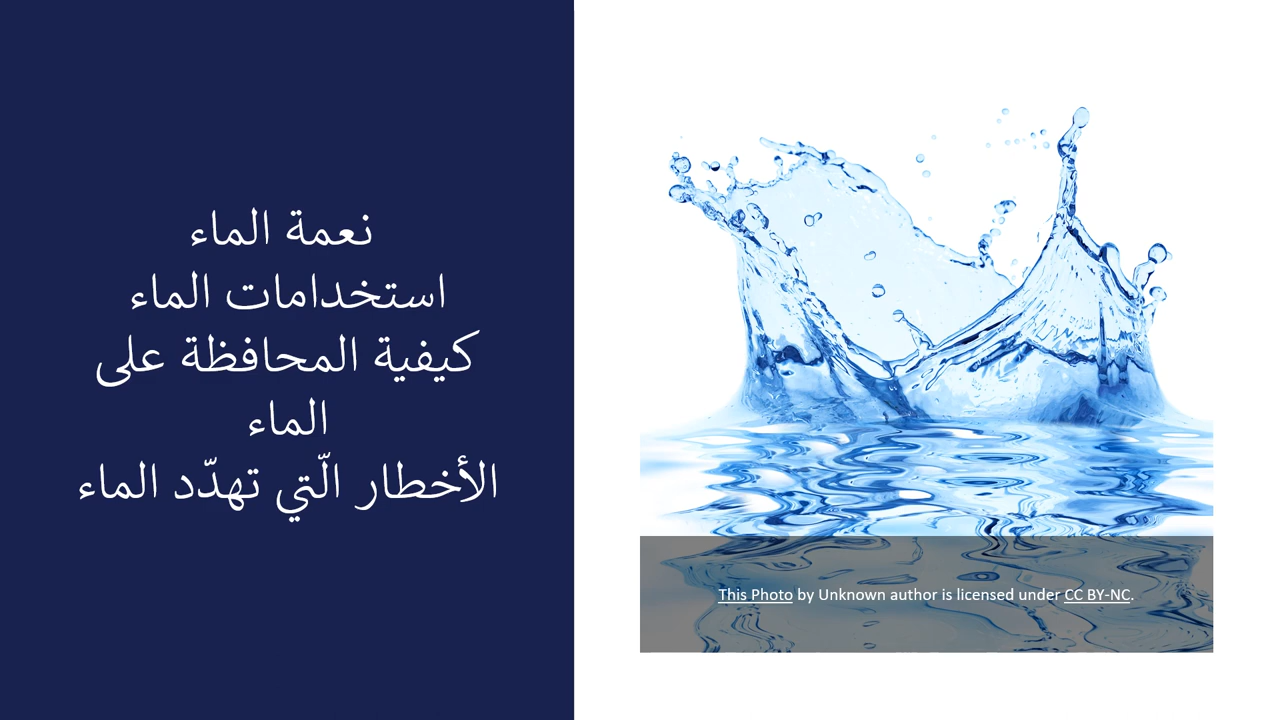 نعمة الماء
استخدامات الماء
كيفية المحافظة على
الماء
الأخطار الّتي تهدّد الماء
This Photo by Unknown author is licensed under CC BY-NC.